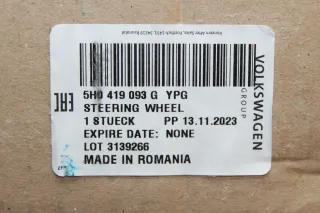 5H0 419 093 G YPG
STEERING WHEEL
1 STUECK PP 13.11.2023
EXPIRE DATE: NONE
LOT 3139266
MADE IN ROMANIA
EAC
VOLKSWAGEN
GROUP